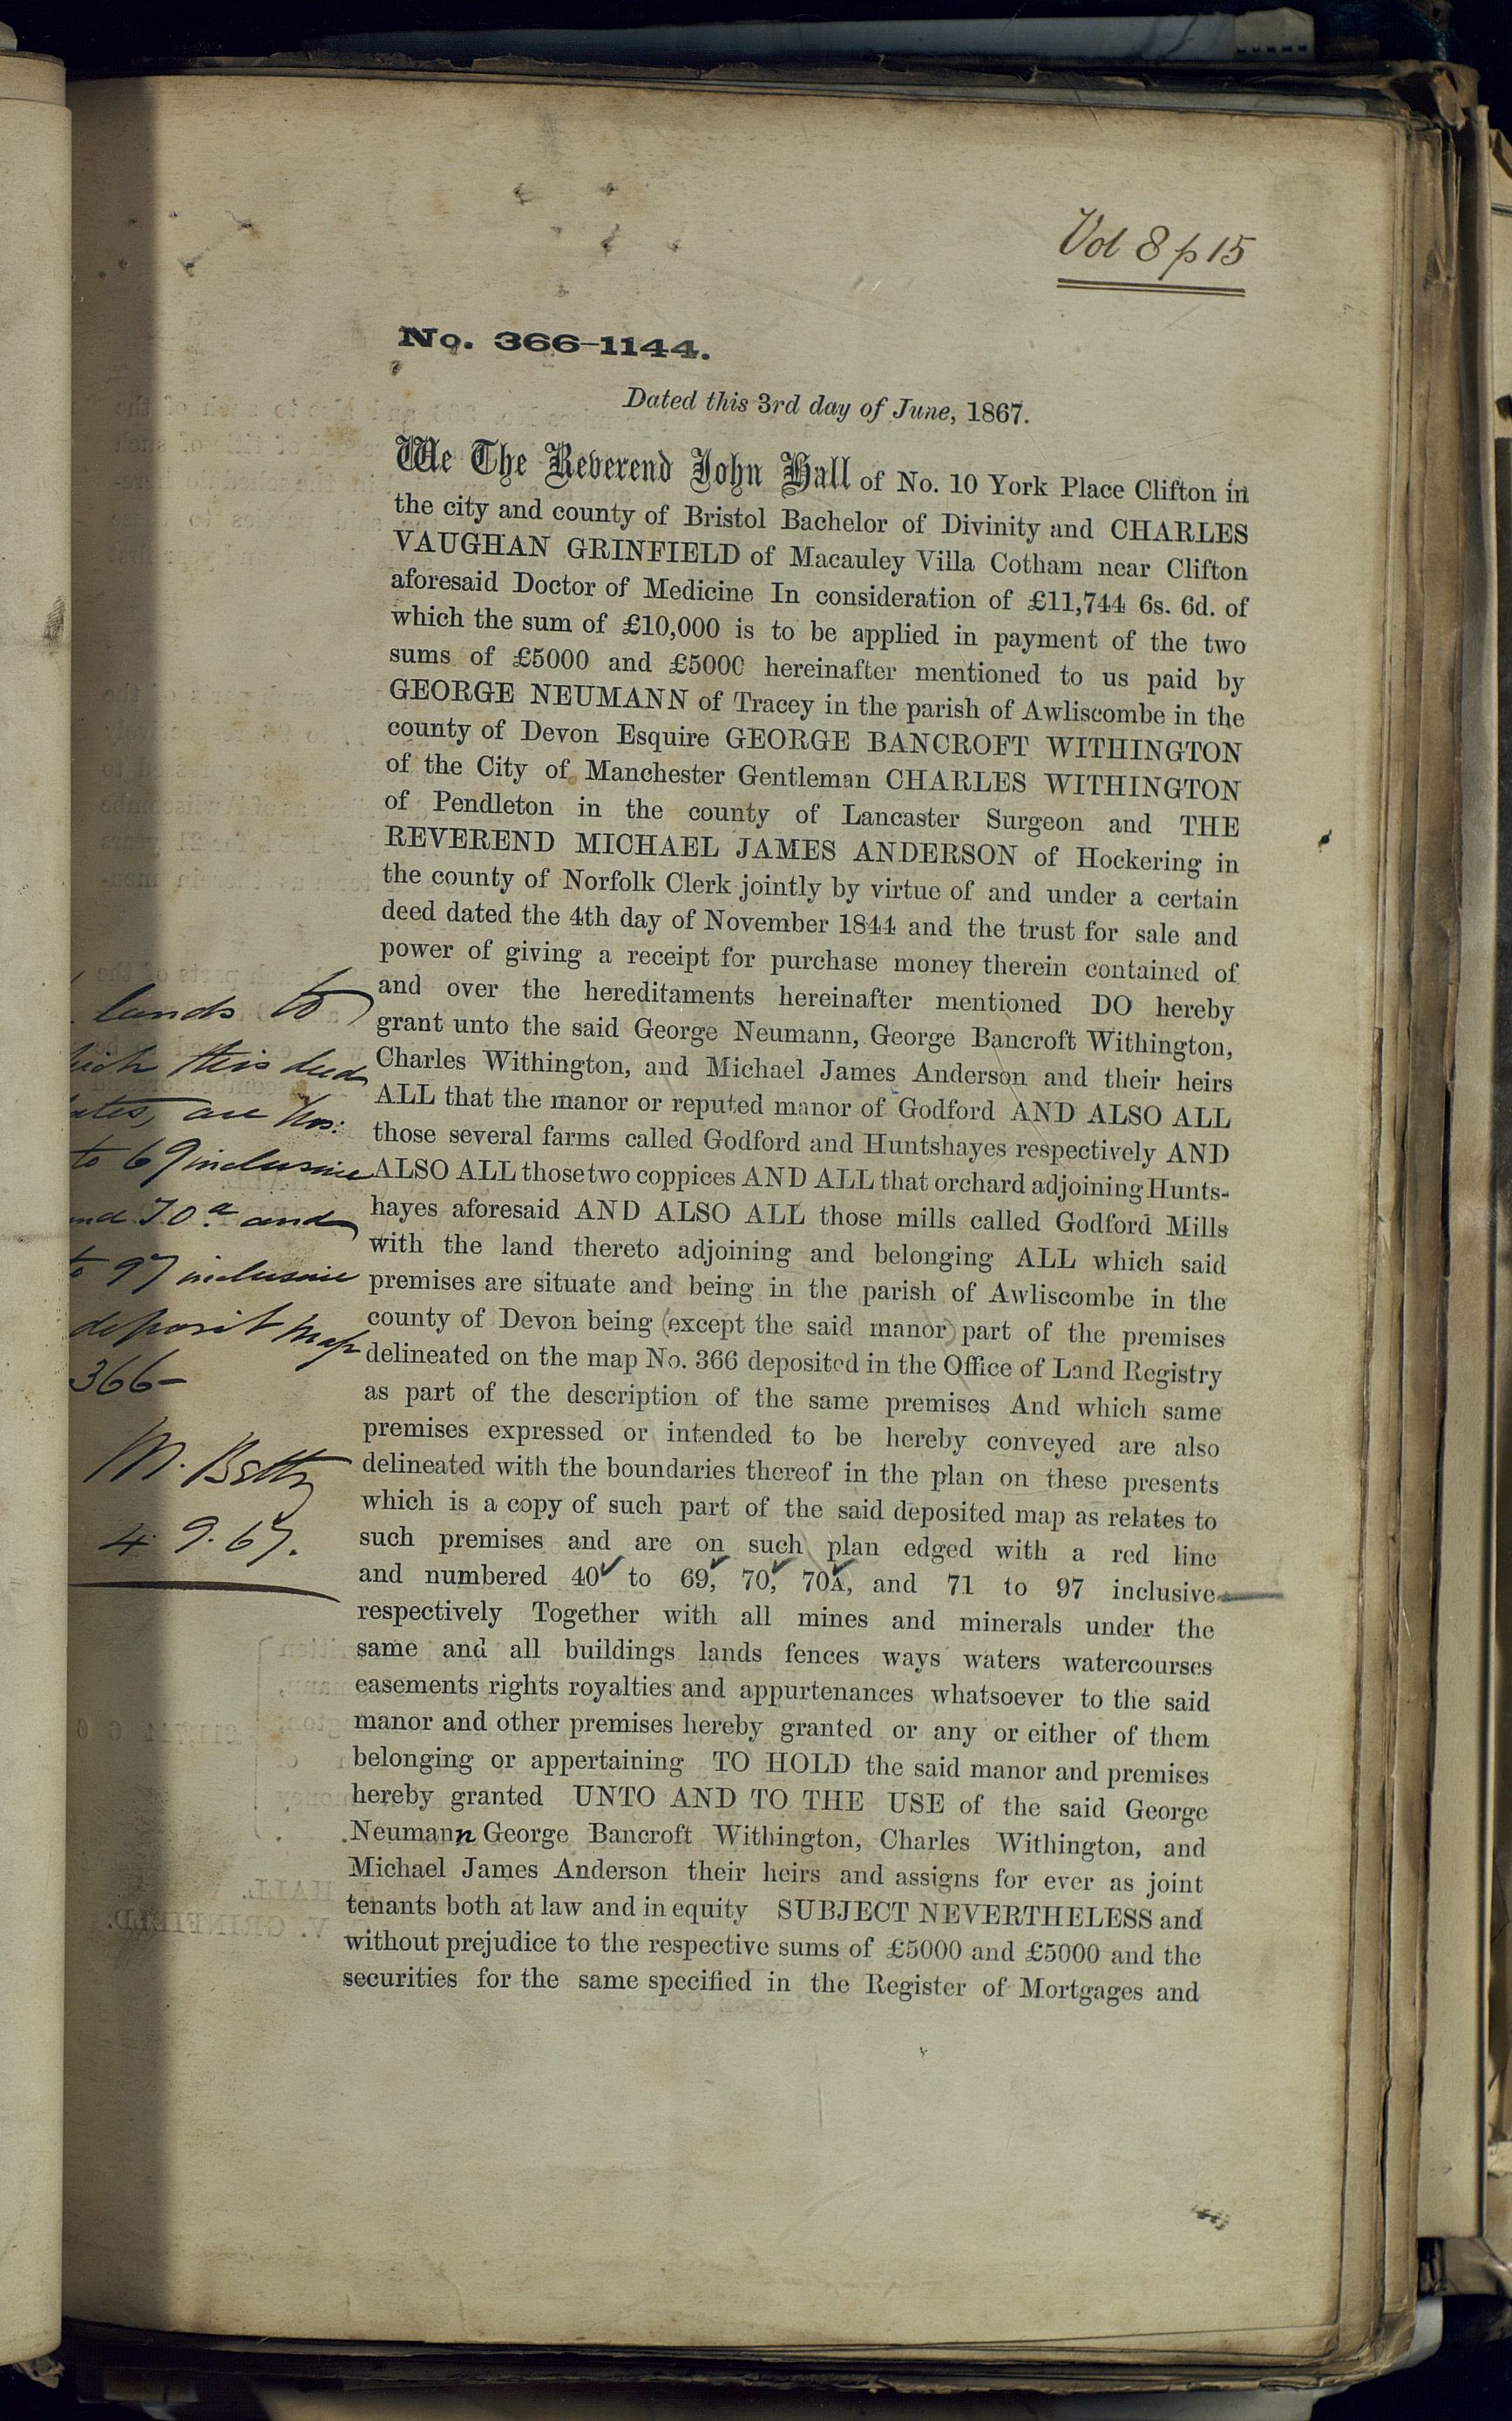 Vol 8 p 15
No. 366-1144.
Dated this 3rd day of June, 1867.
We The Reverend John Hall of No. 10 York Place Clifton in
the city and county of Bristol Bachelor of Divinity and CHARLES
VAUGHAN GRINFIELD of Macauley Villa Cotham near Clifton
aforesaid Doctor of Medicine In consideration of £11,744 6s. 6d. of
which the sum of £10,000 is to be applied in payment of the two
sums of £5000 and £5000 hereinafter mentioned to us paid by
GEORGE NEUMANN of Tracey in the parish of Awliscombe in the
county of Devon Esquire GEORGE BANCROFT WITHINGTON
of the City of Manchester Gentleman CHARLES WITHINGTON
of Pendleton in the county of Lancaster Surgeon and THE
REVEREND MICHAEL JAMES ANDERSON of Hockering in
the county of Norfolk Clerk jointly by virtue of and under a certain
deed dated the 4th day of November 1844 and the trust for sale and
power of giving a receipt for purchase money therein contained of
and over the hereditaments hereinafter mentioned DO hereby
grant unto the said George Neumann, George Bancroft Withington,
Charles Withington, and Michael James Anderson and their heirs
ALL that the manor or reputed manor of Godford AND ALSO ALL
those several farms called Godford and Huntshayes respectively AND
ALSO ALL those two coppices AND ALL that orchard adjoining Hunts-
hayes aforesaid AND ALSO ALL those mills called Godford Mills
with the land thereto adjoining and belonging ALL which said
premises are situate and being in the parish of Awliscombe in the
county of Devon being (except the said manor) part of the premises
delineated on the map No. 366 deposited in the Office of Land Registry
as part of the description of the same premises And which same
premises expressed or intended to be hereby conveyed are also
delineated with the boundaries thereof in the plan on these presents
which is a copy of such part of the said deposited map as relates to
such premises and are on such plan edged with a red line
and numbered 40 to 69, 70, 70A, and 71 to 97 inclusive
respectively Together with all mines and minerals under the
same and all buildings lands fences ways waters watercourses
easements rights royalties and appurtenances whatsoever to the said
manor and other premises hereby granted or any or either of them
belonging or appertaining TO HOLD the said manor and premises
hereby granted UNTO AND TO THE USE of the said George
Neumann George Bancroft Withington, Charles Withington, and
Michael James Anderson their heirs and assigns for ever as joint
tenants both at law and in equity SUBJECT NEVERTHELESS and
without prejudice to the respective sums of £5000 and £5000 and the
securities for the same specified in the Register of Mortgages and
lands to
this deed
are Nos:
to 69 inclusive
70a and
to 97 inclusive
deposit map
366-
4. 9. 67.